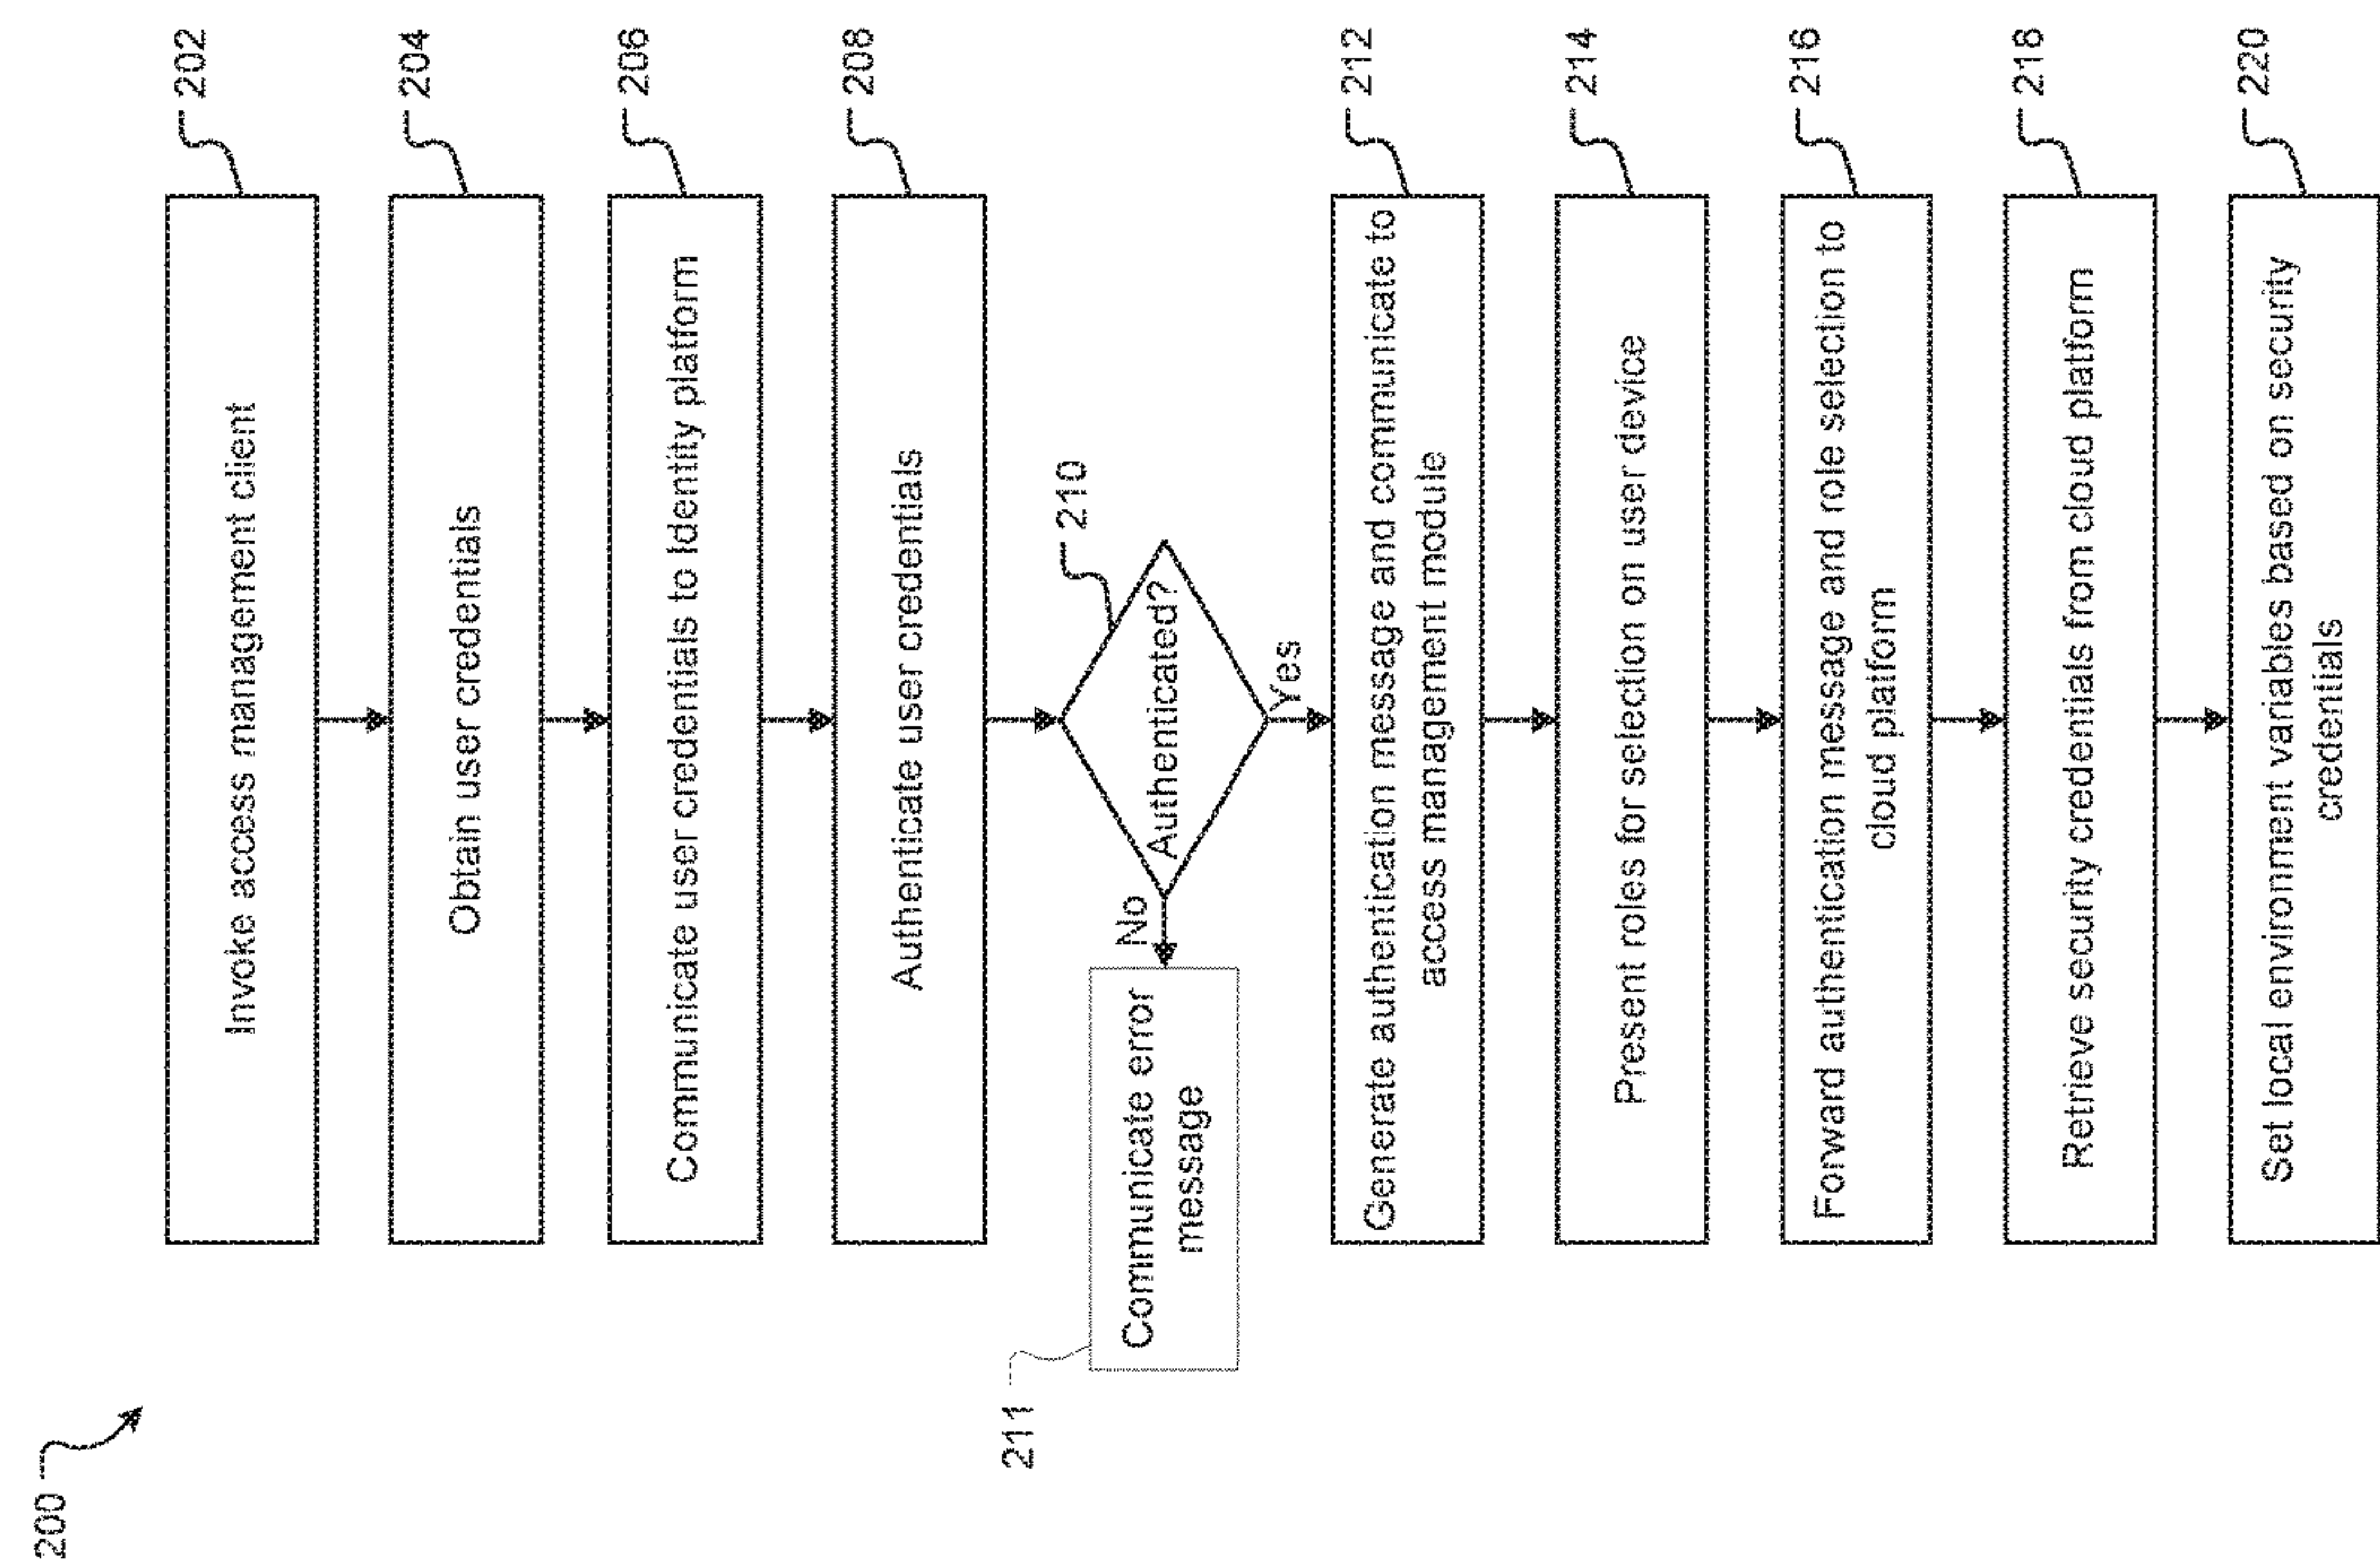 200
Invoke access management client
202
Obtain user credentials
204
Communicate user credentials to Identity platform
206
Authenticate user credentials
208
Authenticated?
210
No
Yes
Communicate error
message
211
Generate authentication message and communicate to
access management module
212
Present roles for selection on user device
214
Forward authentication message and role selection to
cloud platform
216
Retrieve security credentials from cloud platform
218
Set local environment variables based on security
credentials
220